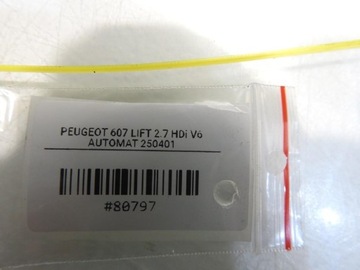 PEUGEOT 607 LIFT 2.7 HDi V6
AUTOMAT 250401
#80797